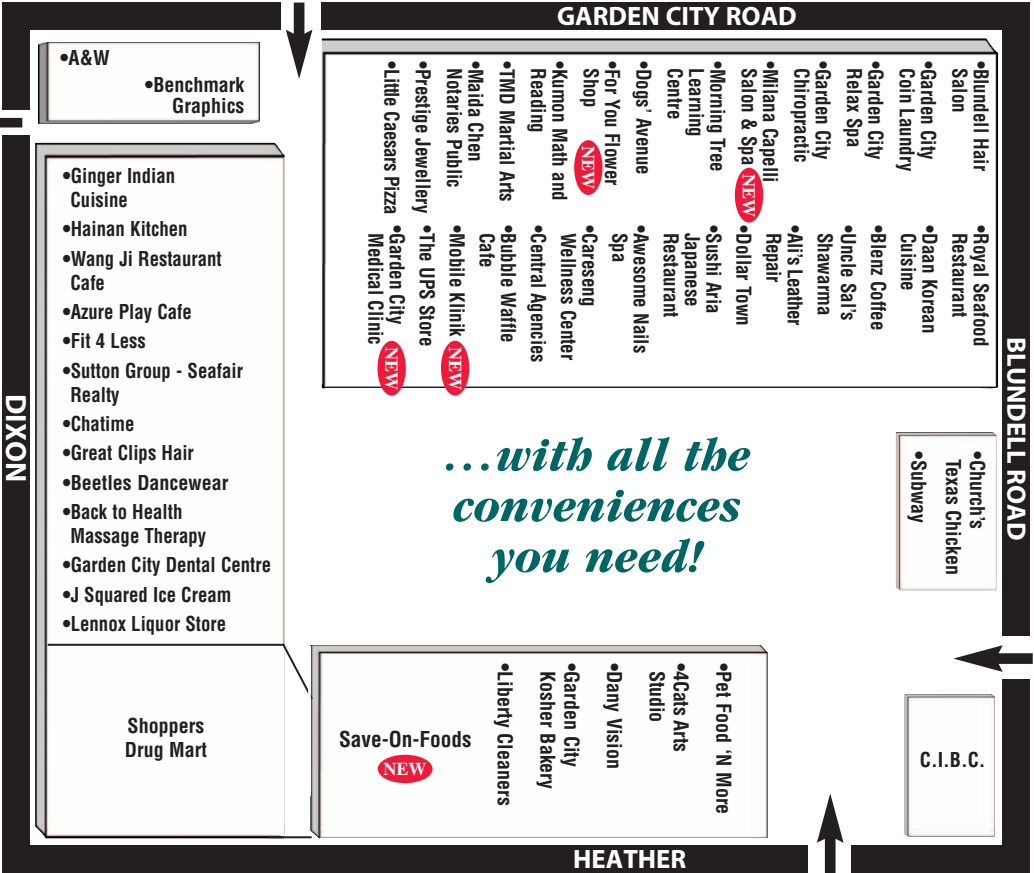 GARDEN CITY ROAD
•A&W
•Benchmark
Graphics
•Little Caesars Pizza
•Prestige Jewellery
•Maida Chen
Notaries Public
•TMD Martial Arts
•Kumon Math and
Reading
•For You Flower
Shop NEW
•Dogs' Avenue
•Morning Tree
Learning
Centre
•Milana Capelli
Salon & Spa NEW
•Garden City
Chiropractic
•Garden City
Relax Spa
•Garden City
Coin Laundry
•Blundell Hair
Salon
•Garden City
Medical Clinic NEW
•The UPS Store
•Mobile Klinik NEW
•Bubble Waffle
Cafe
•Central Agencies
•Careseng
Wellness Center
•Awesome Nails
Spa
•Sushi Aria
Japanese
Restaurant
•Dollar Town
•Ali's Leather
Repair
•Uncle Sal's
Shawarma
•Blenz Coffee
•Daan Korean
Cuisine
•Royal Seafood
Restaurant
•Ginger Indian
Cuisine
•Hainan Kitchen
•Wang Ji Restaurant
Cafe
•Azure Play Cafe
•Fit 4 Less
•Sutton Group - Seafair
Realty
•Chatime
•Great Clips Hair
•Beetles Dancewear
•Back to Health
Massage Therapy
•Garden City Dental Centre
•J Squared Ice Cream
•Lennox Liquor Store
DIXON
BLUNDELL ROAD
...with all the
conveniences
you need!
•Church's
Texas Chicken
•Subway
Shoppers
Drug Mart
Save-On-Foods
NEW
•Liberty Cleaners
•Garden City
Kosher Bakery
•Dany Vision
•4Cats Arts
Studio
•Pet Food 'N More
C.I.B.C.
HEATHER